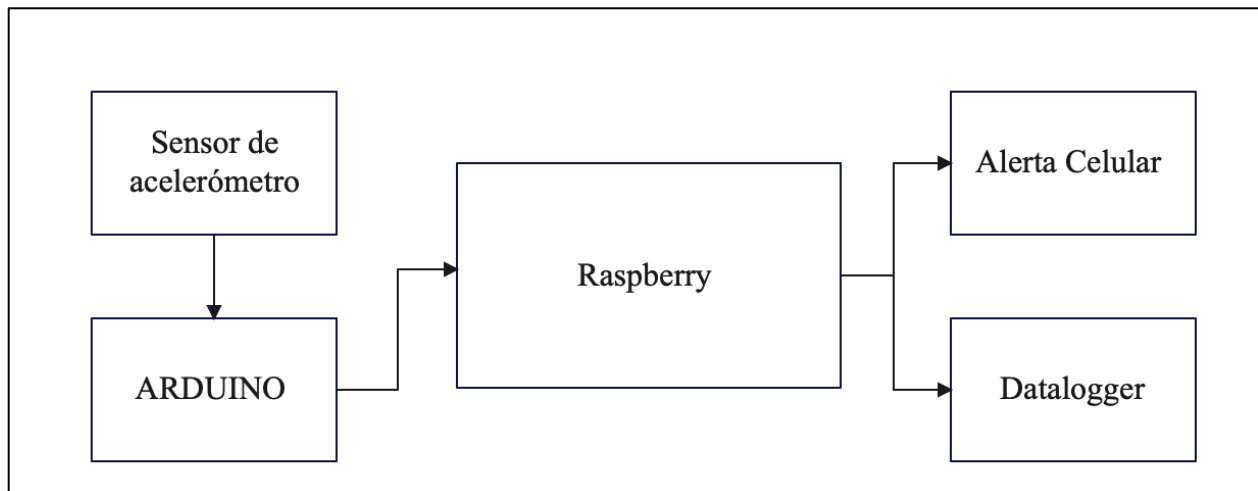 Sensor de
acelerómetro
ARDUINO
Raspberry
Alerta Celular
Datalogger